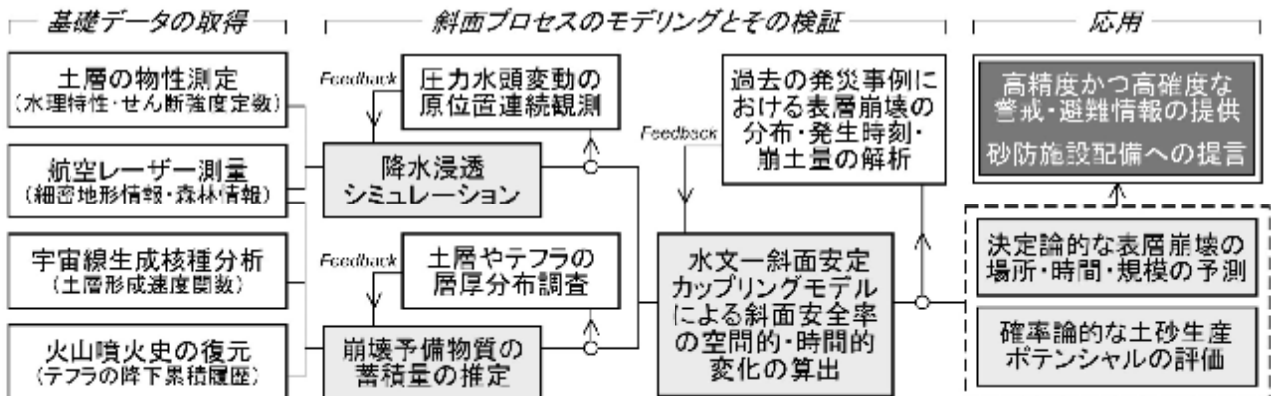 基礎データの取得
斜面プロセスのモデリングとその検証
応用
土層の物性測定
(水理特性・せん断強度定数)
航空レーザー測量
(細密地形情報・森林情報)
宇宙線生成核種分析
(土層形成速度関数)
火山噴火史の復元
(テフラの降下累積履歴)
Feedback
圧力水頭変動の
原位置連続観測
降水浸透
シミュレーション
Feedback
土層やテフラの
層厚分布調査
崩壊予備物質の
蓄積量の推定
Feedback
過去の発災事例に
おける表層崩壊の
分布・発生時刻・
崩土量の解析
水文ー斜面安定
カップリングモデル
による斜面安全率
の空間的・時間的
変化の算出
高精度かつ高確度な
警戒・避難情報の提供
砂防施設配備への提言
決定論的な表層崩壊の
場所・時間・規模の予測
確率論的な土砂生産
ポテンシャルの評価